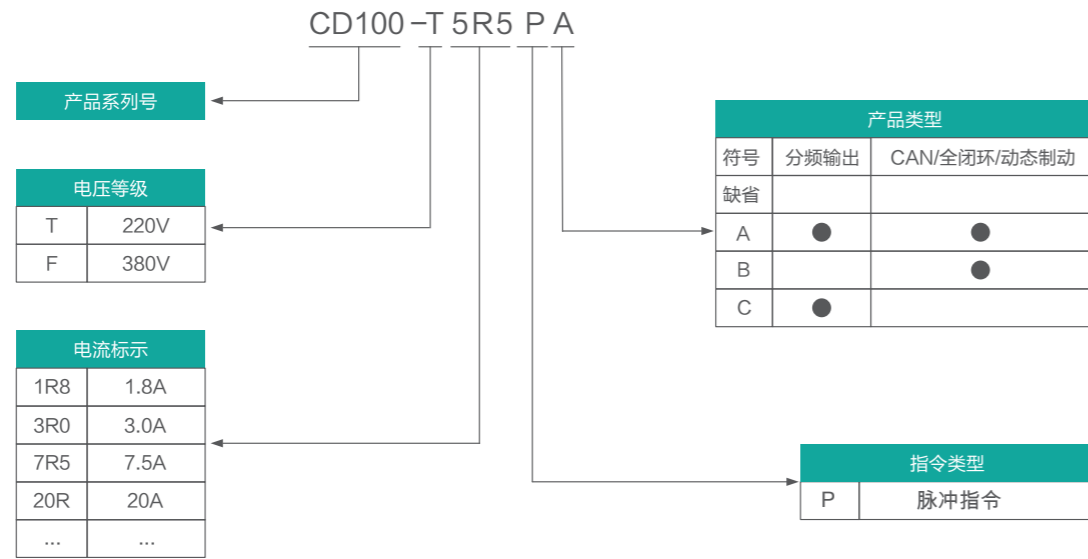 CD100-T 5R5 P A
产品系列号
电压等级
T 220V
F 380V
电流标示
1R8 1.8A
3R0 3.0A
7R5 7.5A
20R 20A
... ...
产品类型
符号 分频输出 CAN/全闭环/动态制动
缺省
A ● ●
B ●
C ●
指令类型
P 脉冲指令